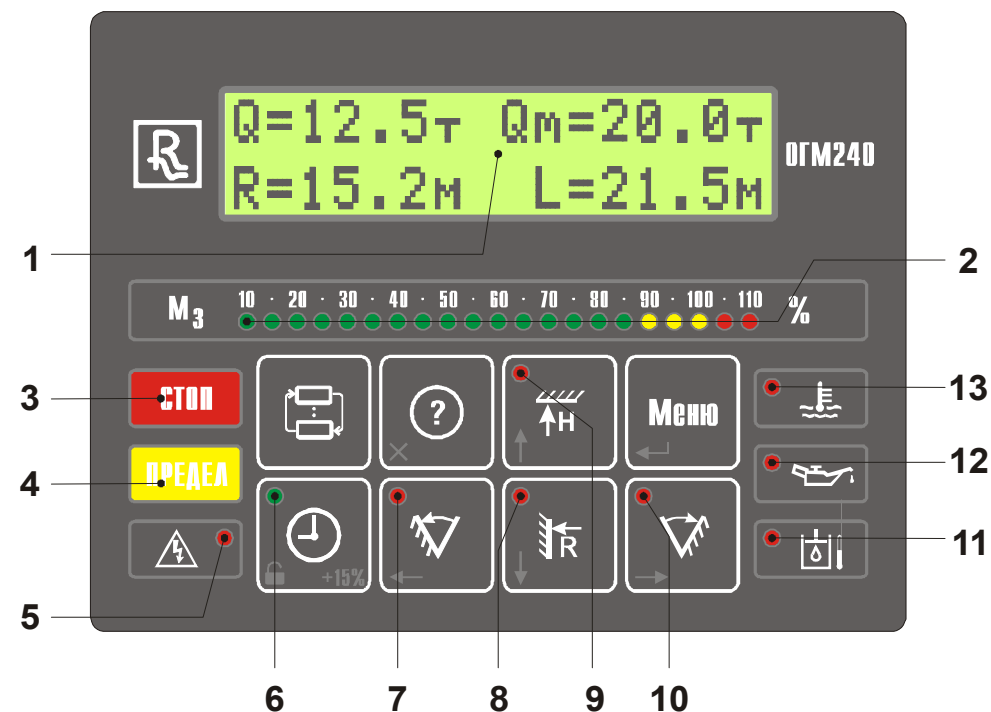 Q=12.5т Qм=20.0т
R=15.2м L=21.5м
R
ОГМ240
1
2
М3
10 · 20 · 30 · 40 · 50 · 60 · 70 · 80 · 90 · 100 · 110
%
3
СТОП
?
H
Меню
13
4
ПРЕДЕЛ
12
5
+15%
R
11
6
7
8
9
10